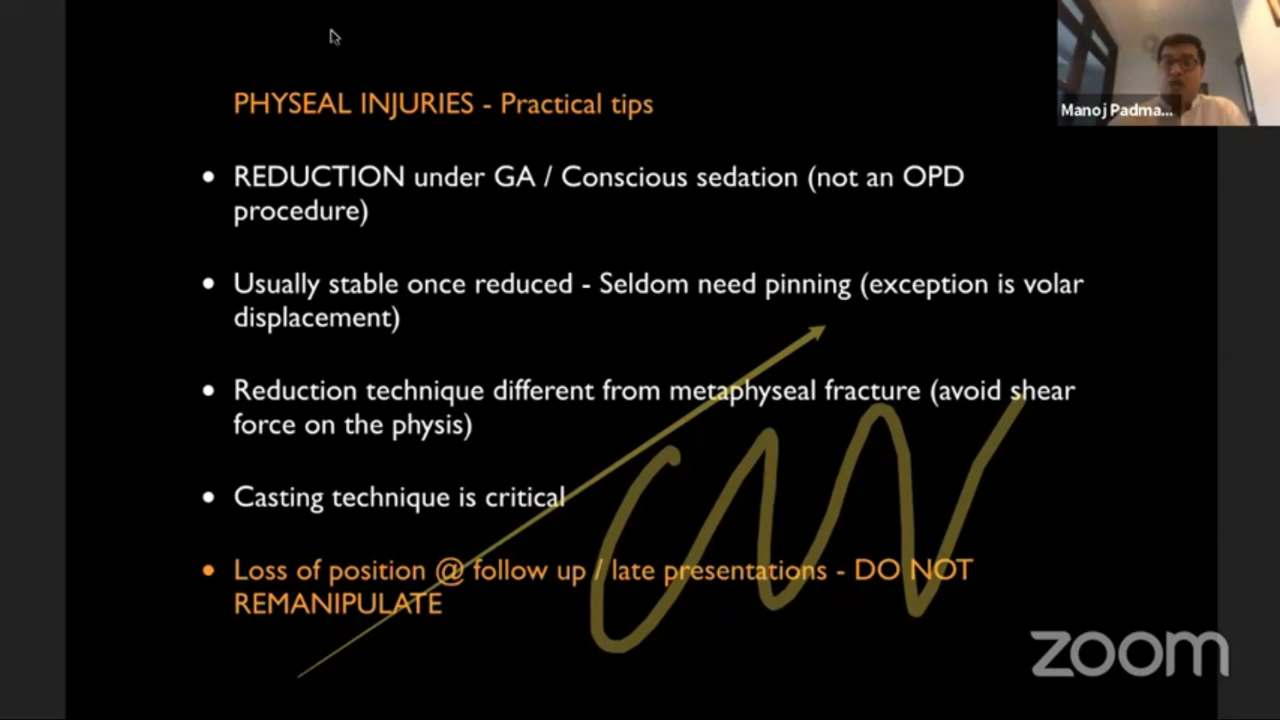 Manoj Padma...
PHYSEAL INJURIES - Practical tips
• REDUCTION under GA / Conscious sedation (not an OPD
procedure)
• Usually stable once reduced - Seldom need pinning (exception is volar
displacement)
• Reduction technique different from metaphyseal fracture (avoid shear
force on the physis)
• Casting technique is critical
• Loss of position @ follow up / late presentations - DO NOT
REMANIPULATE
zoom